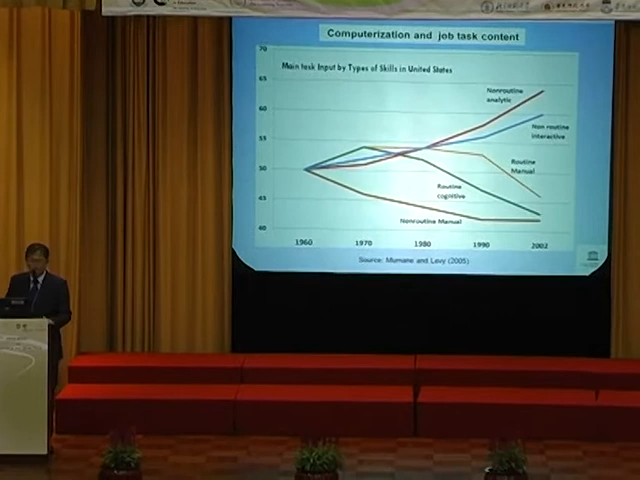 Computerization and job task content
Main task Input by Types of Skills in United States
70
65
60
55
50
45
40
Nonroutine
analytic
Non routine
interactive
Routine
Manual
Routine
cognitive
Nonroutine Manual
1960 1970 1980 1990 2002
Source: Murnane and Levy (2005)